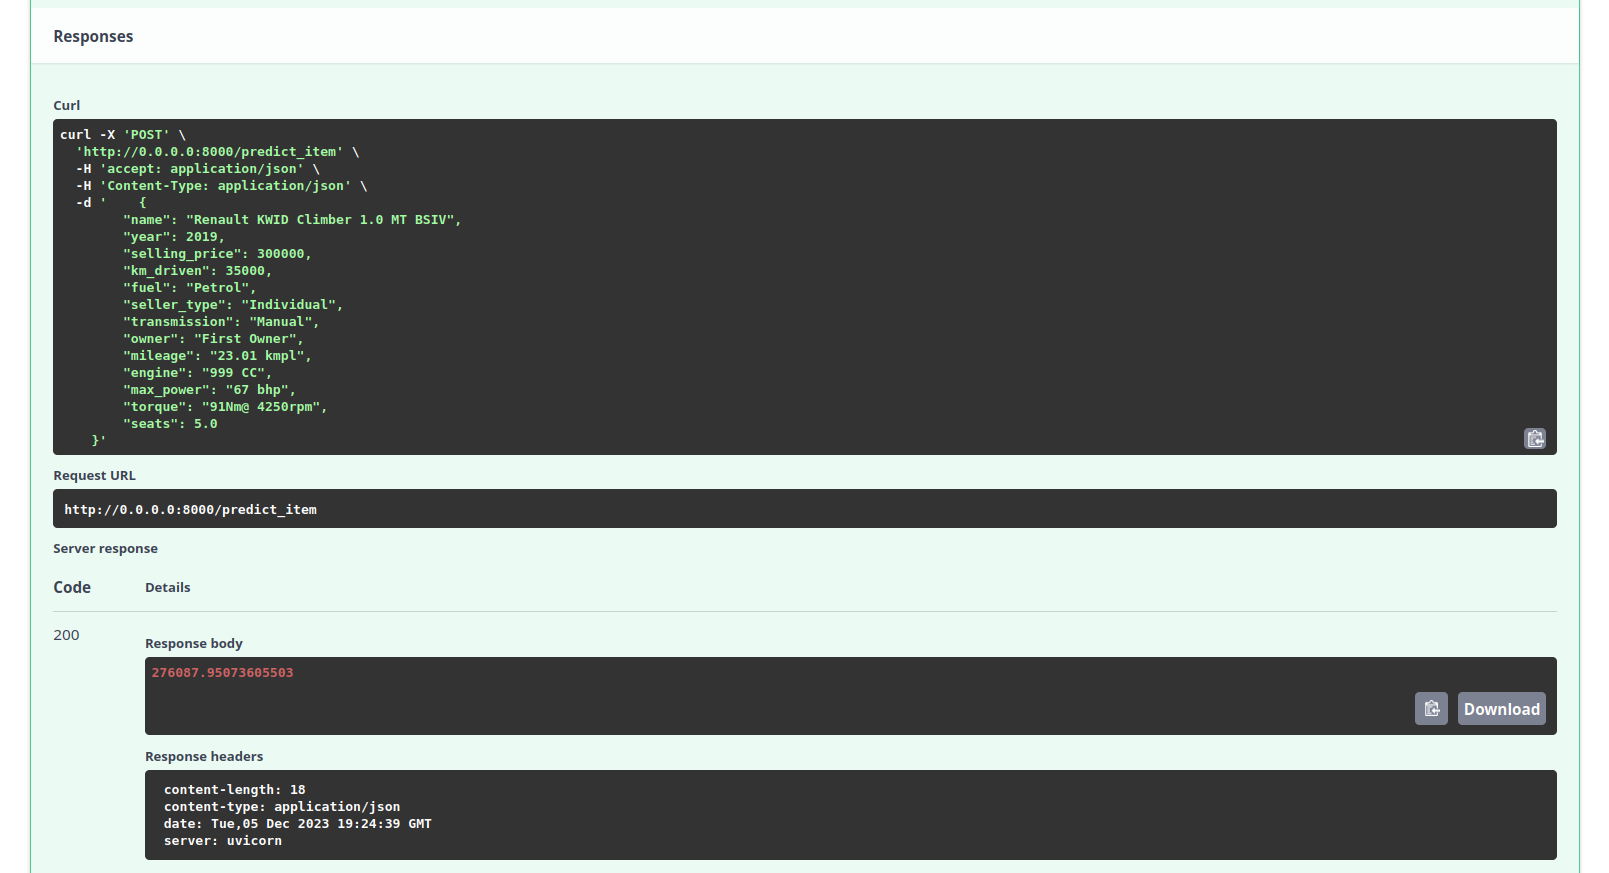 Responses
Curl
curl -X 'POST' \
  'http://0.0.0.0:8000/predict_item' \
  -H 'accept: application/json' \
  -H 'Content-Type: application/json' \
  -d '    {
        "name": "Renault KWID Climber 1.0 MT BSIV",
        "year": 2019,
        "selling_price": 300000,
        "km_driven": 35000,
        "fuel": "Petrol",
        "seller_type": "Individual",
        "transmission": "Manual",
        "owner": "First Owner",
        "mileage": "23.01 kmpl",
        "engine": "999 CC",
        "max_power": "67 bhp",
        "torque": "91Nm@ 4250rpm",
        "seats": 5.0
    }'
Request URL
http://0.0.0.0:8000/predict_item
Server response
Code Details
200
Response body
276087.95073605503
Download
Response headers
content-length: 18
content-type: application/json
date: Tue,05 Dec 2023 19:24:39 GMT
server: uvicorn